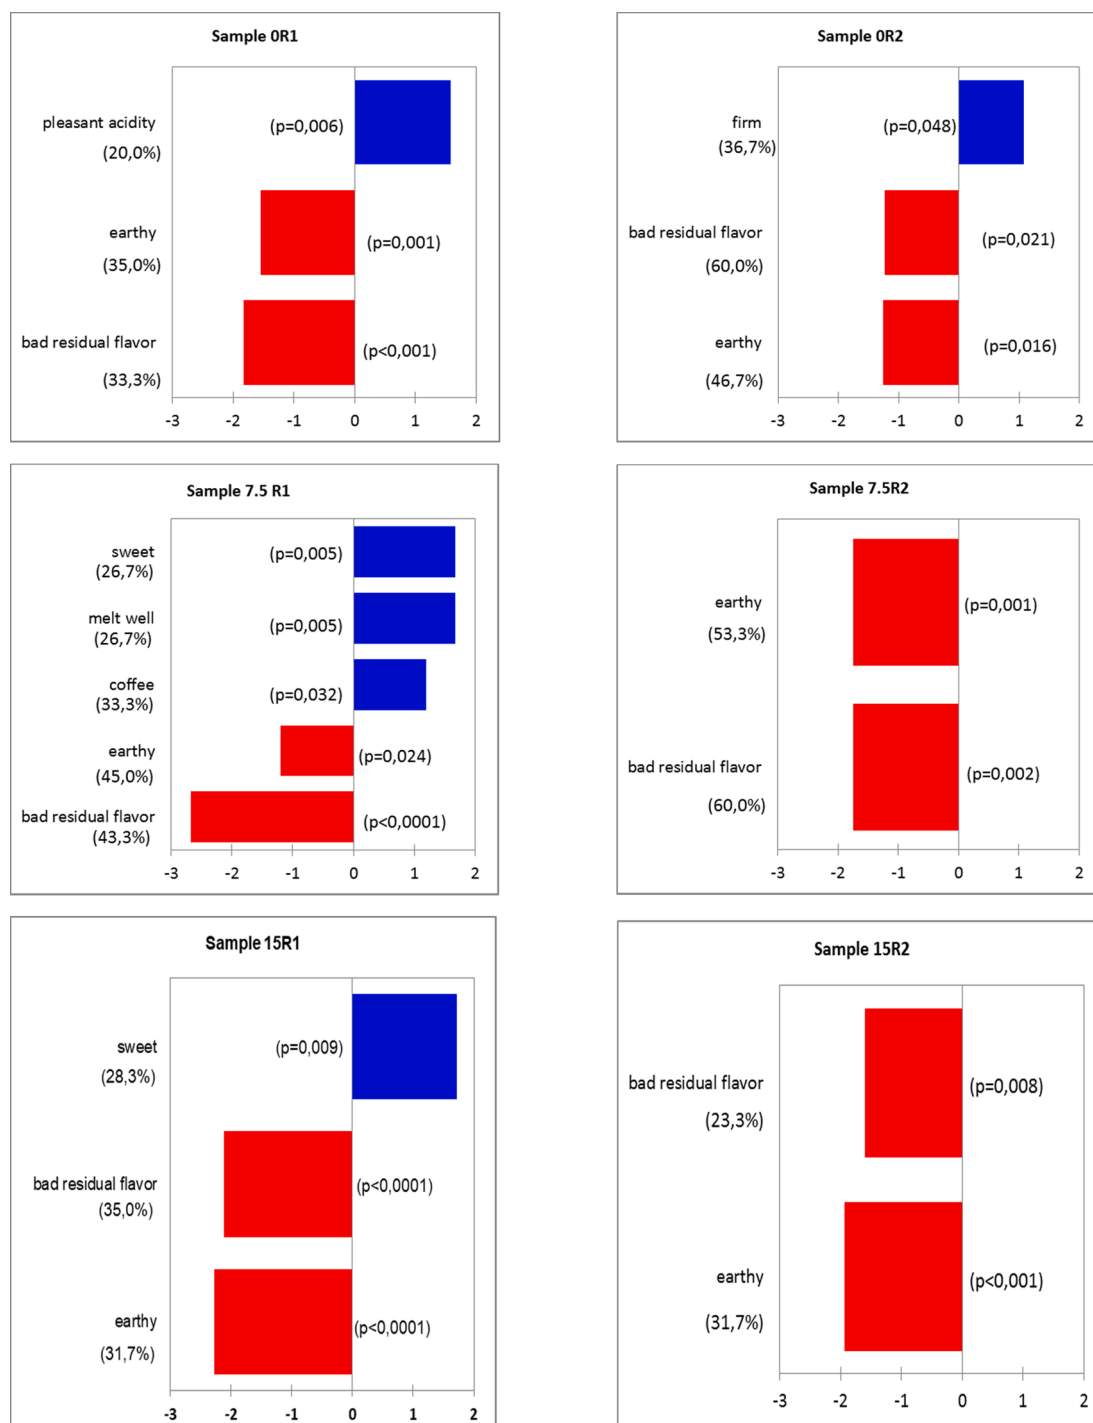 Sample 0R1
pleasant acidity
(20,0%)
(p=0,006)
earthy
(35,0%)
(p=0,001)
bad residual flavor
(33,3%)
(p<0,001)
-3 -2 -1 0 1 2
Sample 0R2
firm
(36,7%)
(p=0,048)
bad residual flavor
(60,0%)
(p=0,021)
earthy
(46,7%)
(p=0,016)
-3 -2 -1 0 1 2
Sample 7.5 R1
sweet
(26,7%)
(p=0,005)
melt well
(26,7%)
(p=0,005)
coffee
(33,3%)
(p=0,032)
earthy
(45,0%)
(p=0,024)
bad residual flavor
(43,3%)
(p<0,0001)
-3 -2 -1 0 1 2
Sample 7.5R2
earthy
(53,3%)
(p=0,001)
bad residual flavor
(60,0%)
(p=0,002)
-3 -2 -1 0 1 2
Sample 15R1
sweet
(28,3%)
(p=0,009)
bad residual flavor
(35,0%)
(p<0,0001)
earthy
(31,7%)
(p<0,0001)
-3 -2 -1 0 1 2
Sample 15R2
bad residual flavor
(23,3%)
(p=0,008)
earthy
(31,7%)
(p<0,001)
-3 -2 -1 0 1 2